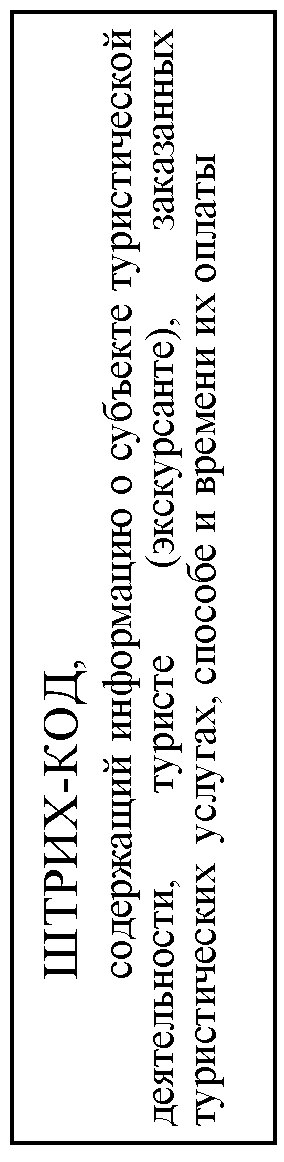 ШТРИХ-КОД,
содержащий информацию о субъекте туристической
деятельности, туристе (экскурсанте), заказанных
туристических услугах, способе и времени их оплаты